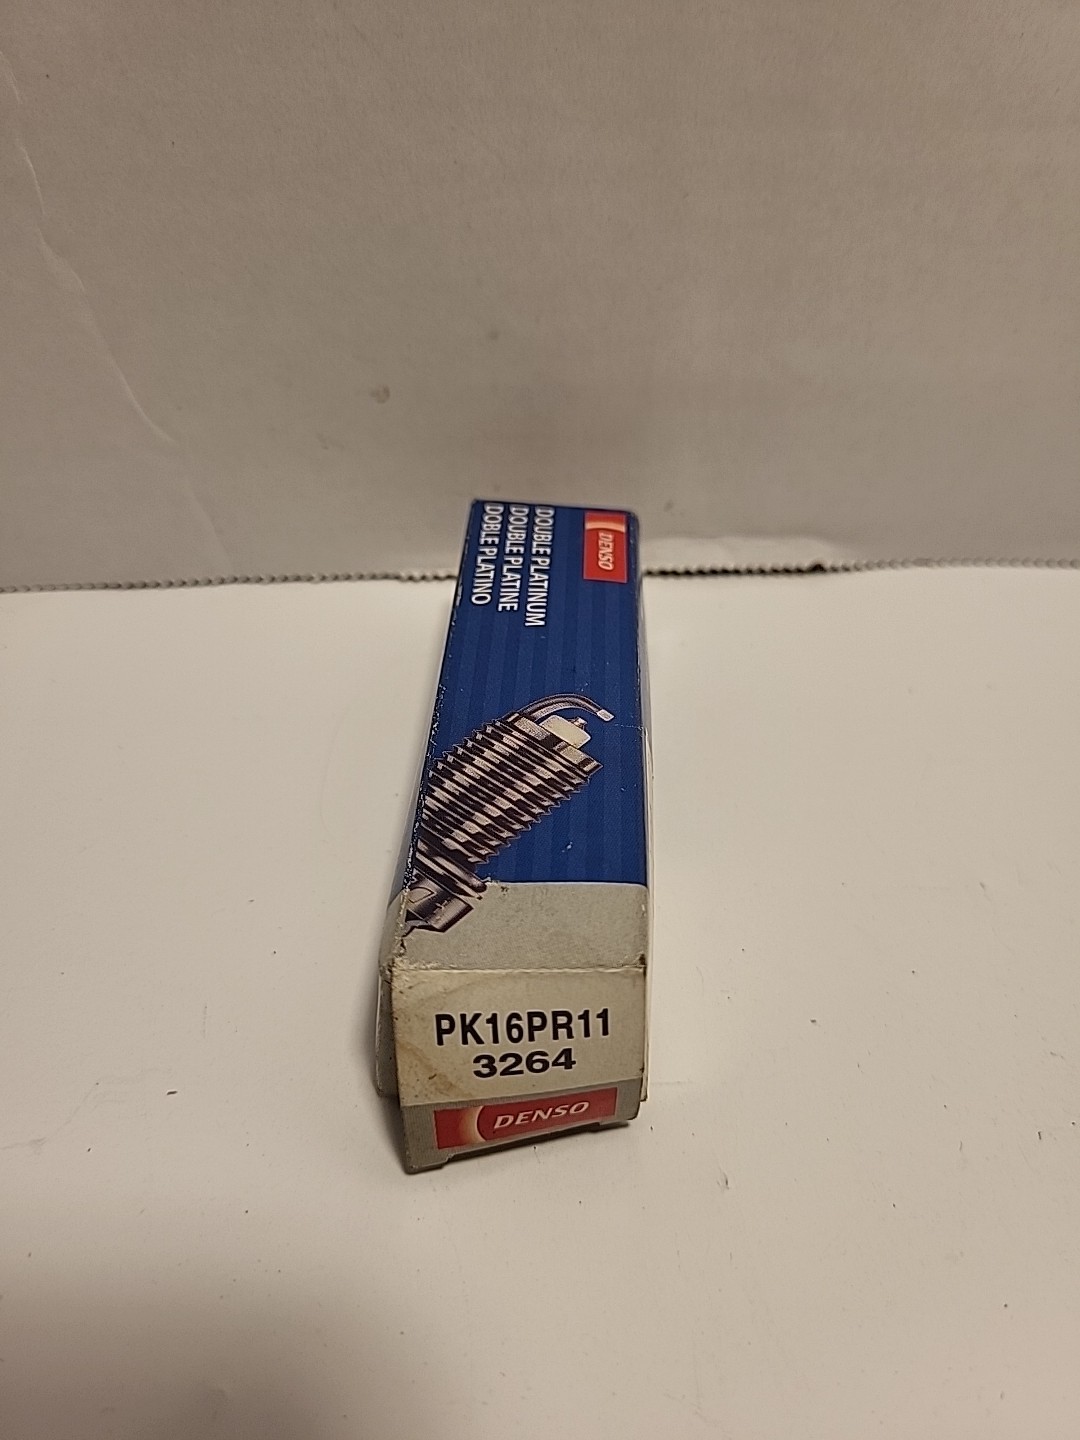 DENSO
DOUBLE PLATINUM
DOUBLE PLATINE
DOBLE PLATINO
PK16PR11
3264
DENSO